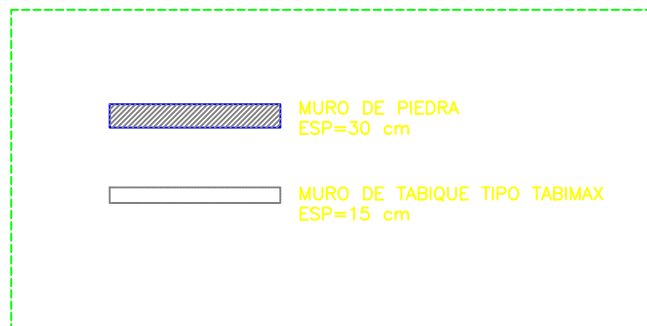 MURO DE PIEDRA
ESP=30 cm
MURO DE TABIQUE TIPO TABIMAX
ESP=15 cm